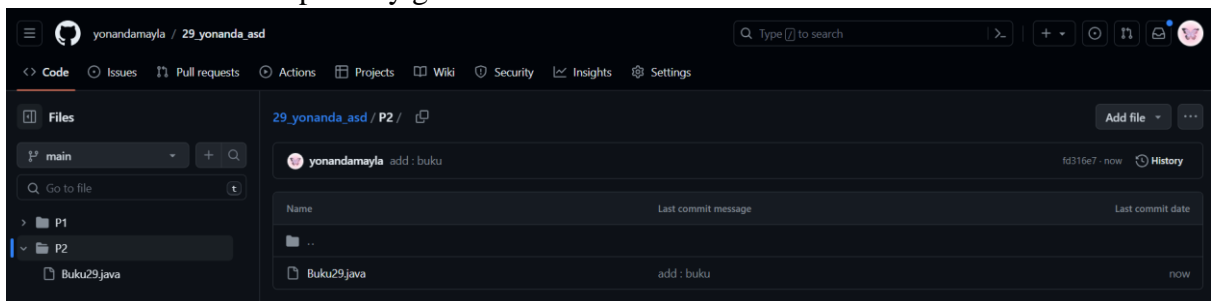 yonandamayla / 29_yonanda_asd
Type / to search
Code Issues Pull requests Actions Projects Wiki Security Insights Settings
Files
main
Go to file
t
P1
P2
Buku29.java
29_yonanda_asd / P2 /
Add file
yonandamayla add : buku
fd316e7 · now History
Name Last commit message Last commit date
..
Buku29.java add : buku now